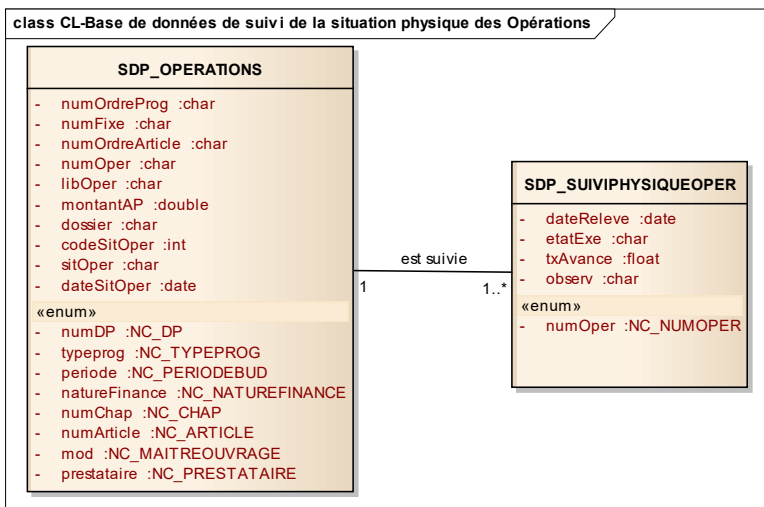 class CL-Base de données de suivi de la situation physique des Opérations
SDP_OPERATIONS
- numOrdreProg :char
- numFixe :char
- numOrdreArticle :char
- numOper :char
- libOper :char
- montantAP :double
- dossier :char
- codeSitOper :int
- sitOper :char
- dateSitOper :date
«enum»
- numDP :NC_DP
- typeprog :NC_TYPEPROG
- periode :NC_PERIODEBUD
- natureFinance :NC_NATUREFINANCE
- numChap :NC_CHAP
- numArticle :NC_ARTICLE
- mod :NC_MAITREOUVRAGE
- prestataire :NC_PRESTATAIRE
est suivie
1
1..*
SDP_SUIVIPHYSIQUEOPER
- dateReleve :date
- etatExe :char
- txAvance :float
- observ :char
«enum»
- numOper :NC_NUMOPER